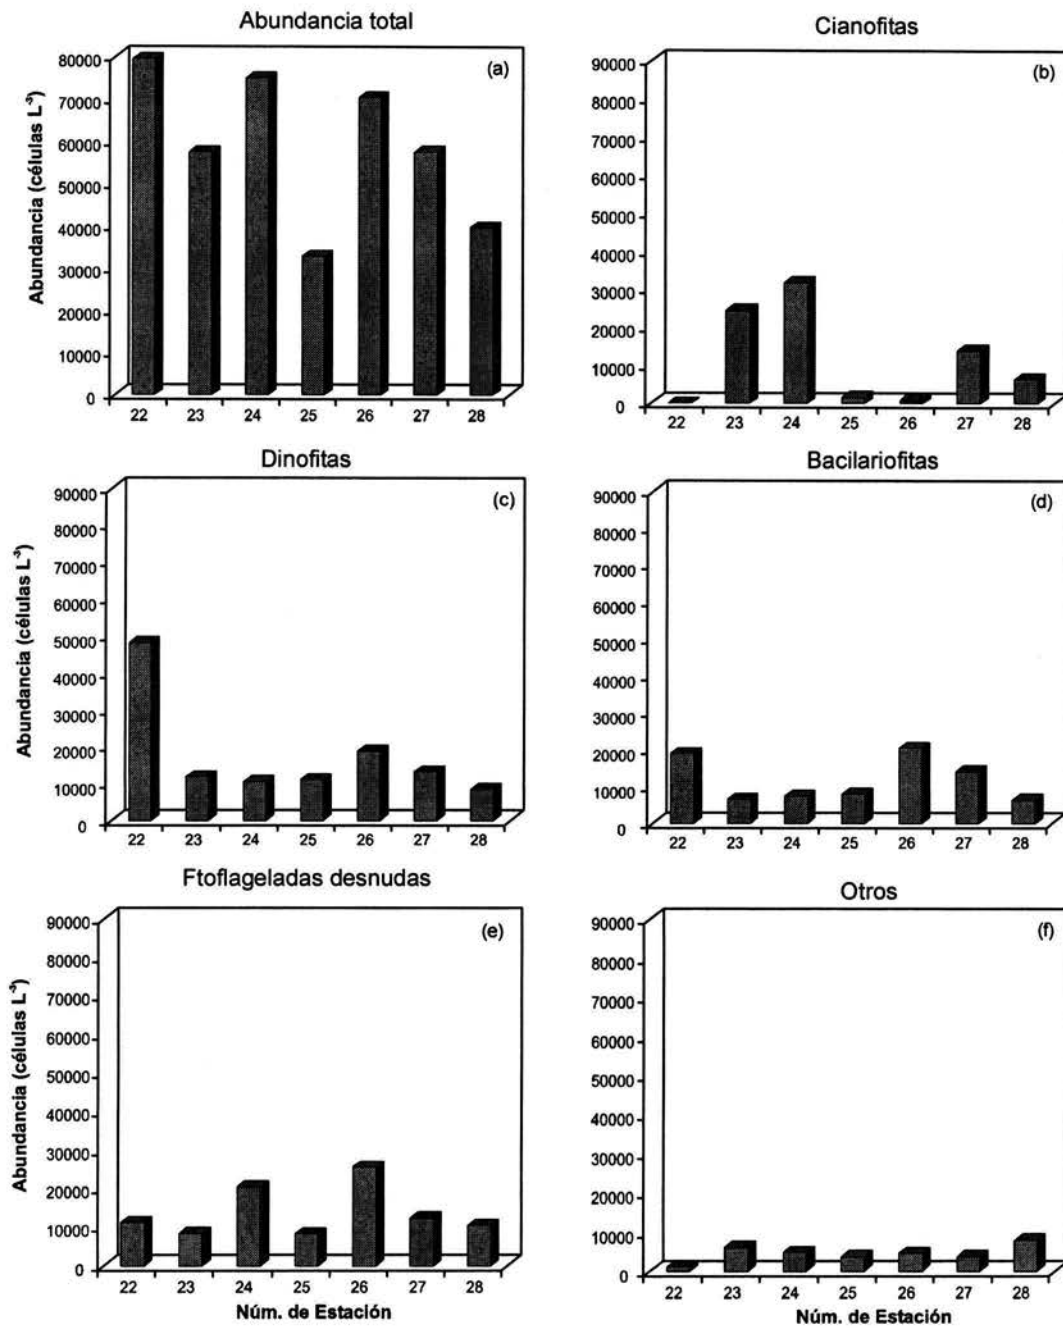 Abundancia total
(a)
Abundancia (células L⁻³)
80000
70000
60000
50000
40000
30000
20000
10000
0
22 23 24 25 26 27 28
Cianofitas
(b)
90000
80000
70000
60000
50000
40000
30000
20000
10000
0
22 23 24 25 26 27 28
Dinofitas
(c)
Abundancia (células L⁻³)
90000
80000
70000
60000
50000
40000
30000
20000
10000
0
22 23 24 25 26 27 28
Bacilariofitas
(d)
90000
80000
70000
60000
50000
40000
30000
20000
10000
0
22 23 24 25 26 27 28
Ftoflageladas desnudas
(e)
Abundancia (células L⁻³)
90000
80000
70000
60000
50000
40000
30000
20000
10000
0
22 23 24 25 26 27 28
Núm. de Estación
Otros
(f)
90000
80000
70000
60000
50000
40000
30000
20000
10000
0
22 23 24 25 26 27 28
Núm. de Estación